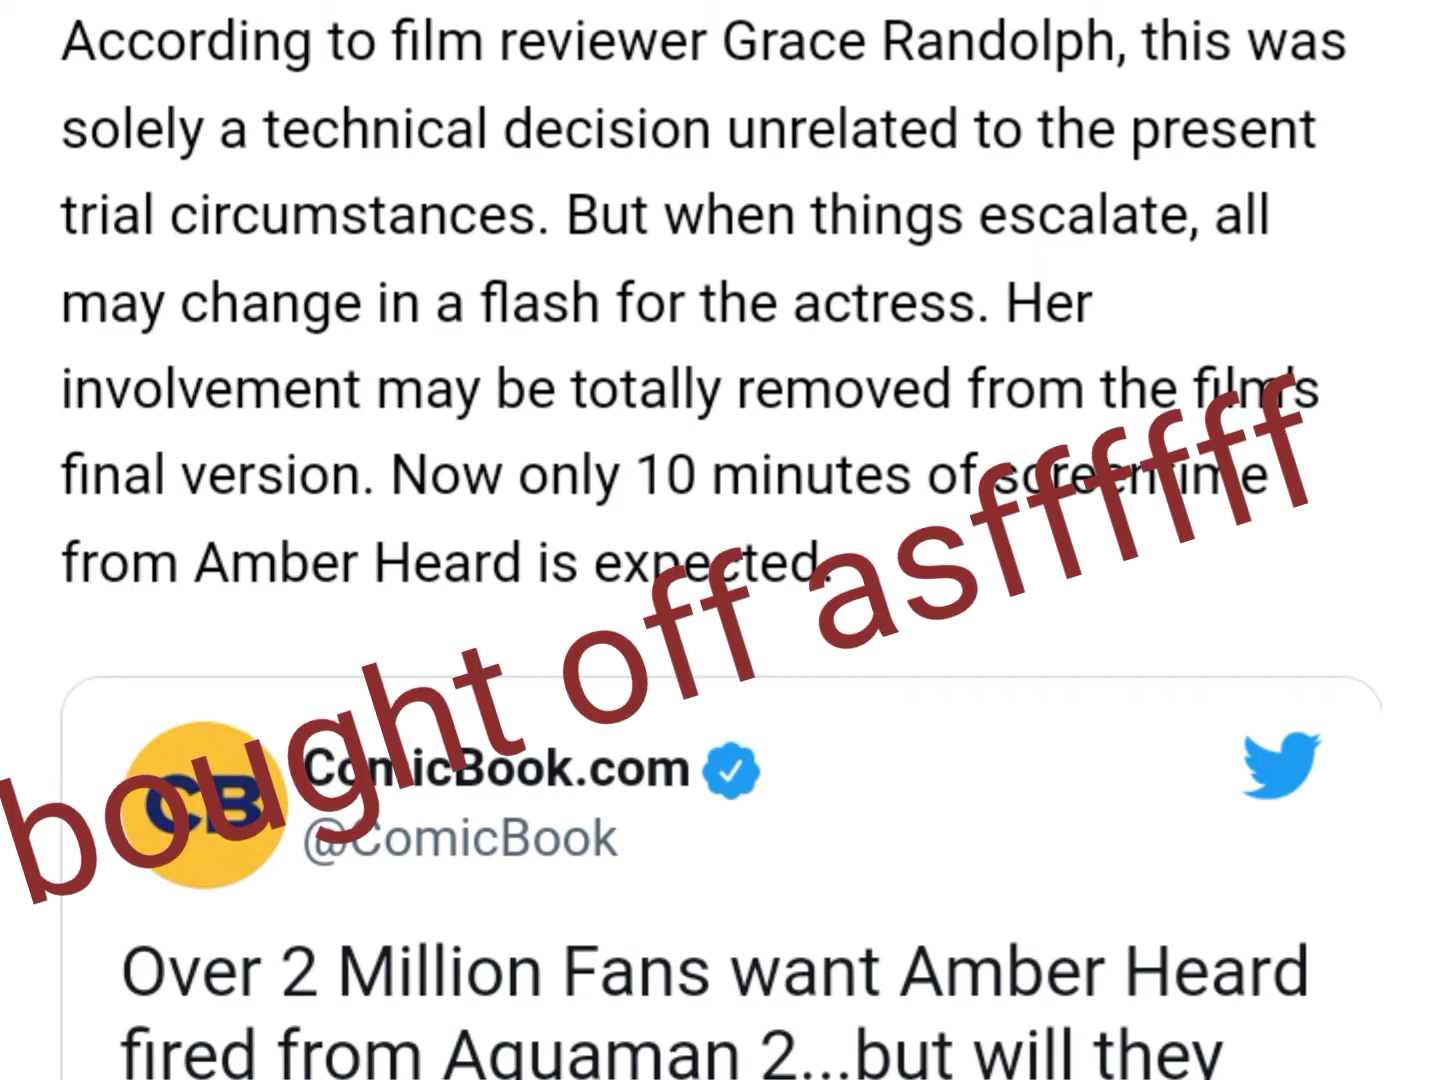 According to film reviewer Grace Randolph, this was
solely a technical decision unrelated to the present
trial circumstances. But when things escalate, all
may change in a flash for the actress. Her
involvement may be totally removed from the film's
final version. Now only 10 minutes of screentime
from Amber Heard is expected.
bought off asffffff
CB
ComicBook.com
@ComicBook
Over 2 Million Fans want Amber Heard
fired from Aquaman 2...but will they